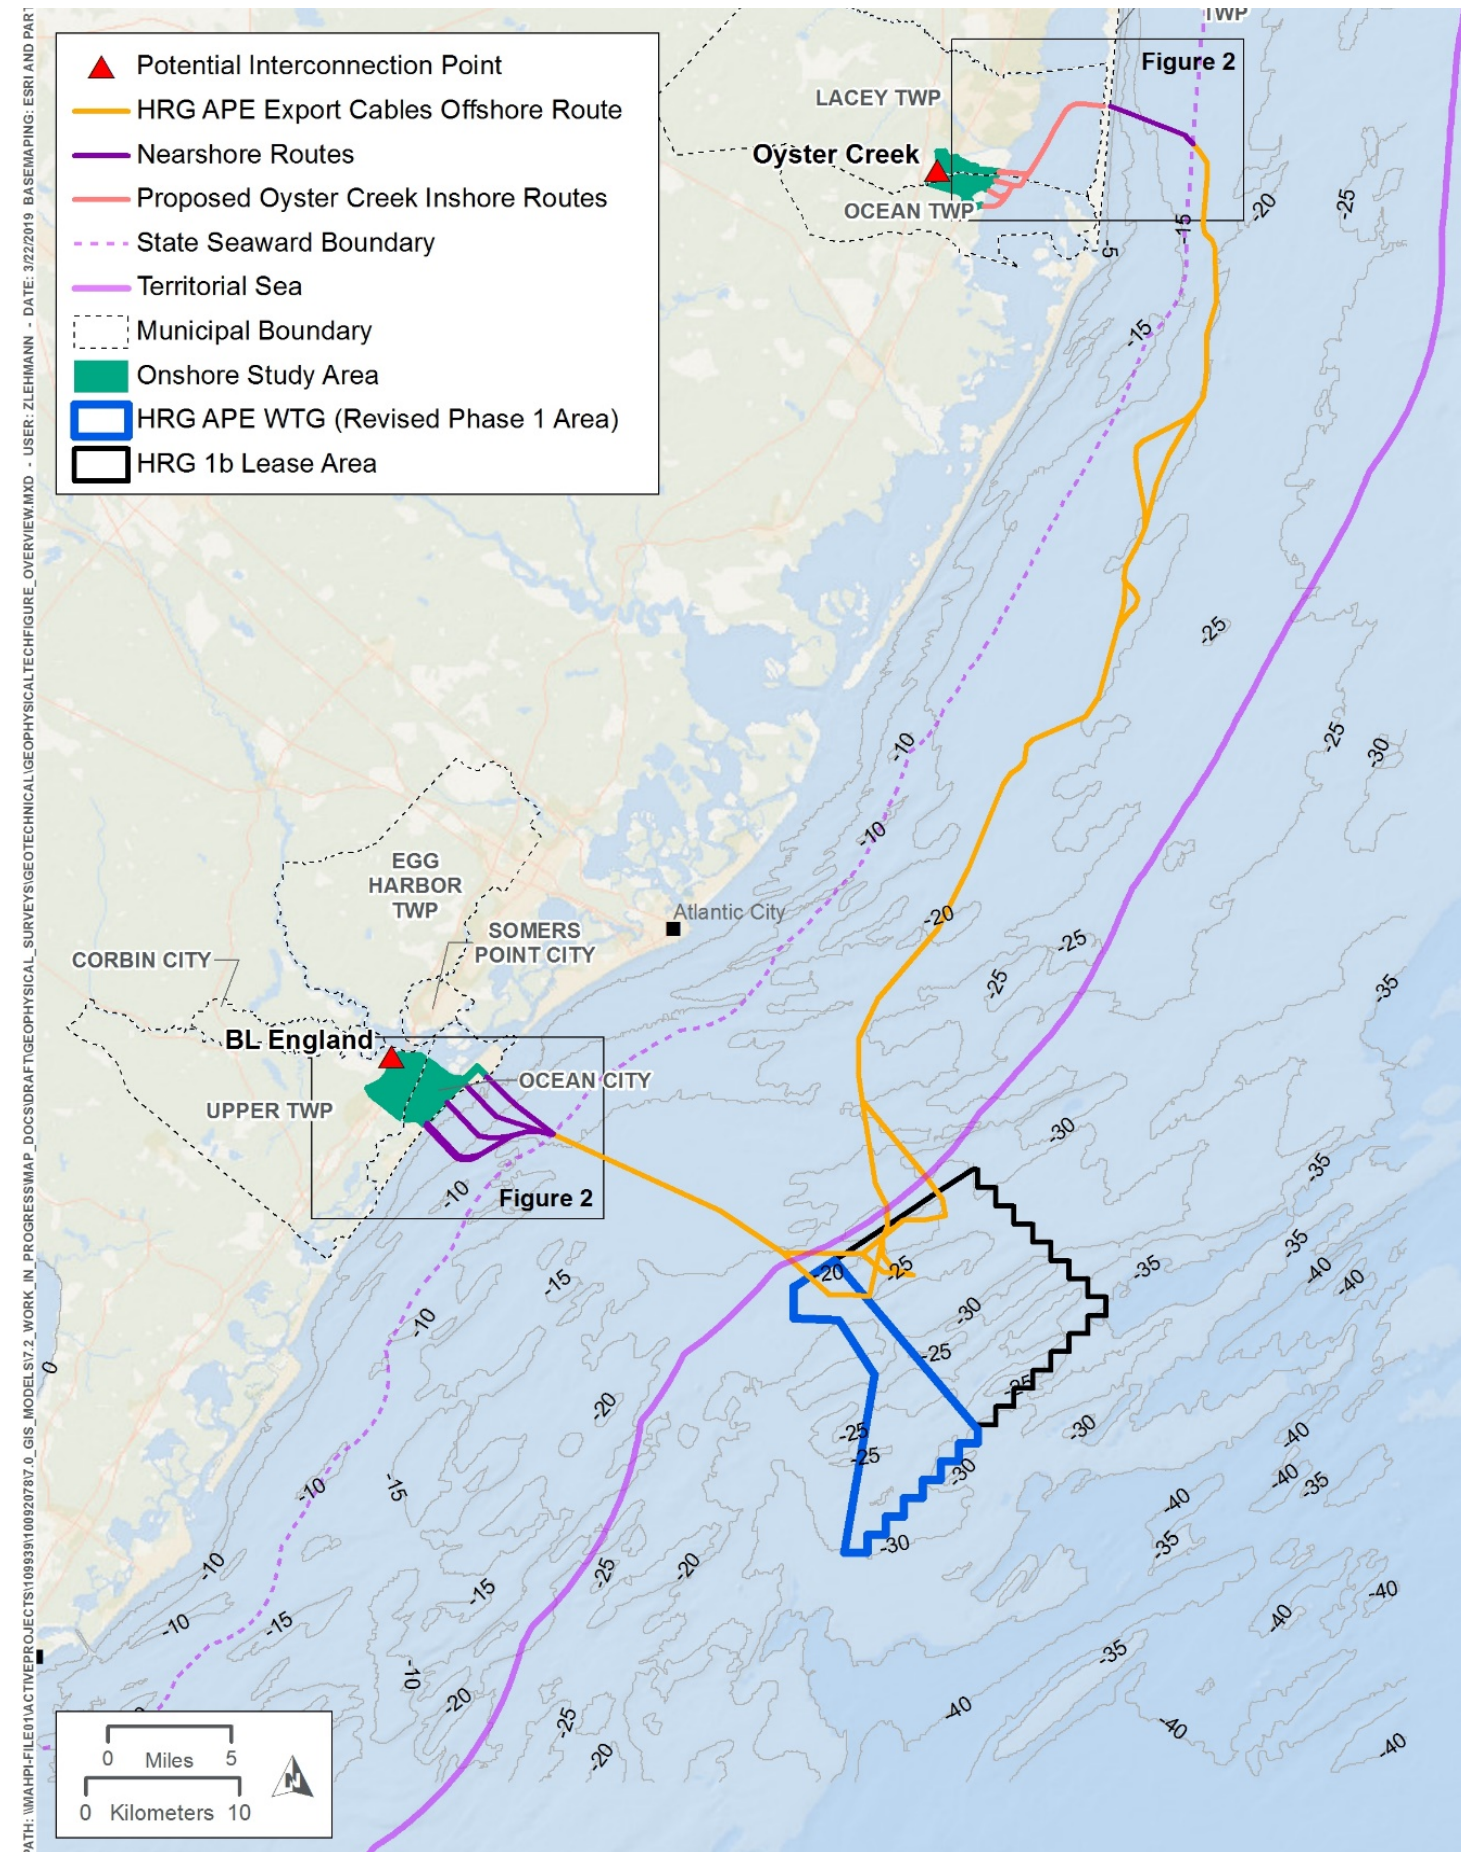 PATH: \\MAHPI-FILE01\ACTIVEPROJECTS\109939\10092078\7.0_GIS_MODELS\7.2_WORK_IN_PROGRESS\MAP_DOCS\DRAFT\GEOPHYSICAL_SURVEYS\GEOTECHNICAL\GEOPHYSICALTECHFIGURE_OVERVIEW.MXD - USER: ZLEHMANN - DATE: 3/22/2019 BASEMAPING: ESRI AND
Potential Interconnection Point
HRG APE Export Cables Offshore Route
Nearshore Routes
Proposed Oyster Creek Inshore Routes
State Seaward Boundary
Territorial Sea
Municipal Boundary
Onshore Study Area
HRG APE WTG (Revised Phase 1 Area)
HRG 1b Lease Area
TWP
Figure 2
LACEY TWP
Oyster Creek
OCEAN TWP
-20
-25
-15
-5
-15
-25
-25
-30
-10
-10
EGG
HARBOR
TWP
Atlantic City
-20
SOMERS
POINT CITY
-25
CORBIN CITY
-25
-35
BL England
OCEAN CITY
UPPER TWP
-30
-10
Figure 2
-35
-35
-20
-25
-35
-40
-40
-15
-30
-10
-25
0
-25
-20
-30
-25
-25
-40
-30
-40
-35
-10
-15
-40
-30
-35
-10
-25
-20
-15
-40
-10
-15
-40
-35
-10
-20
-40
-25
-40
-20
-40
0 Miles 5
0 Kilometers 10
N